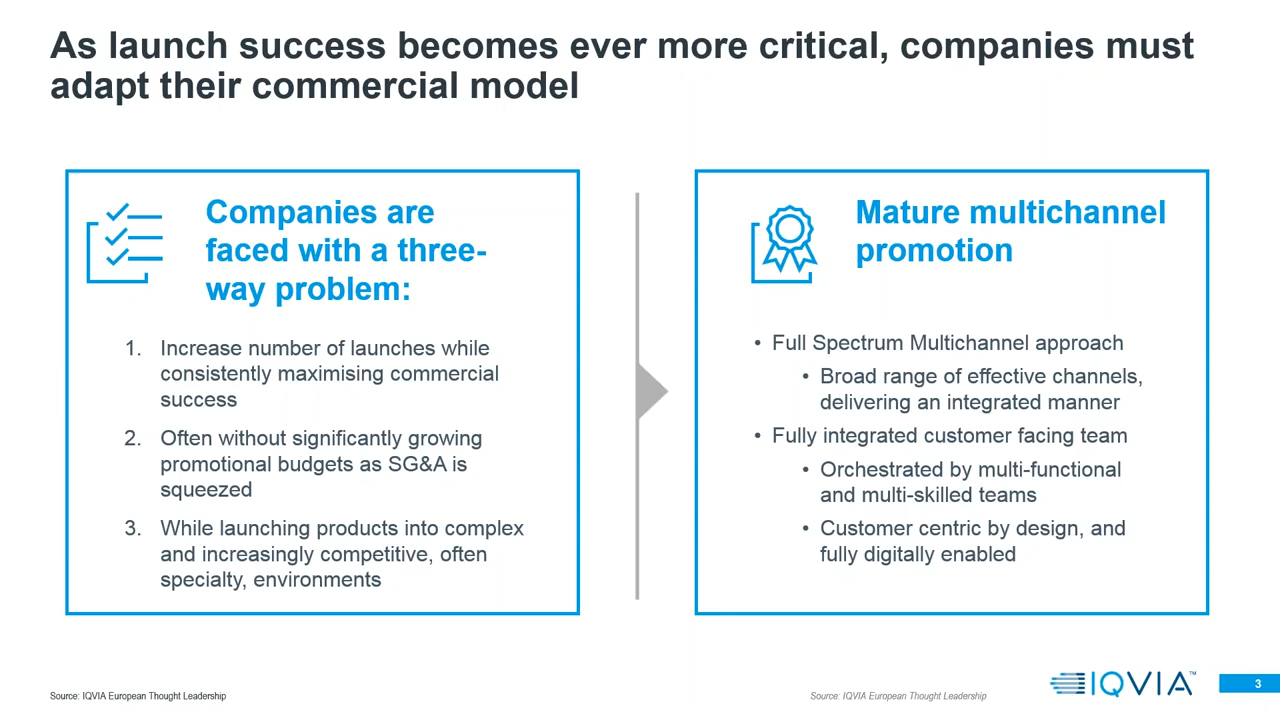 As launch success becomes ever more critical, companies must
adapt their commercial model
Companies are
faced with a three-
way problem:
1. Increase number of launches while
consistently maximising commercial
success
2. Often without significantly growing
promotional budgets as SG&A is
squeezed
3. While launching products into complex
and increasingly competitive, often
specialty, environments
Mature multichannel
promotion
• Full Spectrum Multichannel approach
• Broad range of effective channels,
delivering an integrated manner
• Fully integrated customer facing team
• Orchestrated by multi-functional
and multi-skilled teams
• Customer centric by design, and
fully digitally enabled
Source: IQVIA European Thought Leadership
Source: IQVIA European Thought Leadership
IQVIA™
3